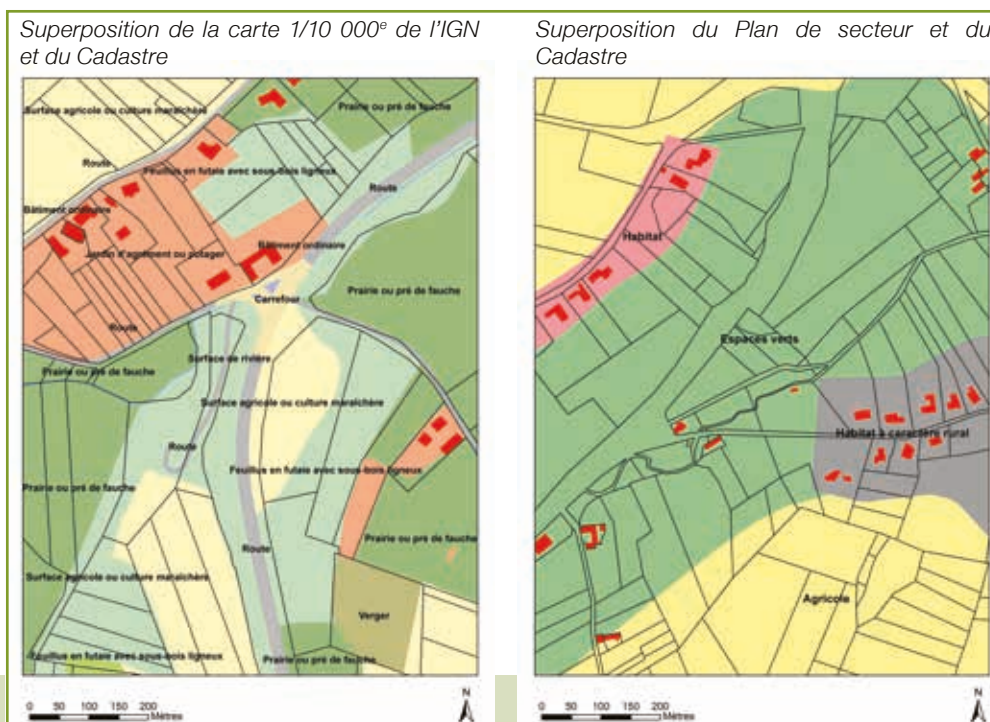 Superposition de la carte 1/10 000e de l'IGN
et du Cadastre
Surface agricole ou culture maraîchère
Prairie ou pré de fauche
Route
Feuillus en futaie avec sous-bois ligneux
Route
Bâtiment ordinaire
Bâtiment ordinaire
Jardin d'agrément ou potager
Prairie ou pré de fauche
Carrefour
Route
Surface de rivière
Prairie ou pré de fauche
Surface agricole ou culture maraîchère
Route
Feuillus en futaie avec sous-bois ligneux
Prairie ou pré de fauche
Prairie ou pré de fauche
Route
Surface agricole ou culture maraîchère
Verger
Feuillus en futaie avec sous-bois ligneux
Prairie ou pré de fauche
0 50 100 150 200
Mètres
N
Superposition du Plan de secteur et du
Cadastre
Habitat
Espaces verts
Habitat à caractère rural
Agricole
0 50 100 150 200
Mètres
N